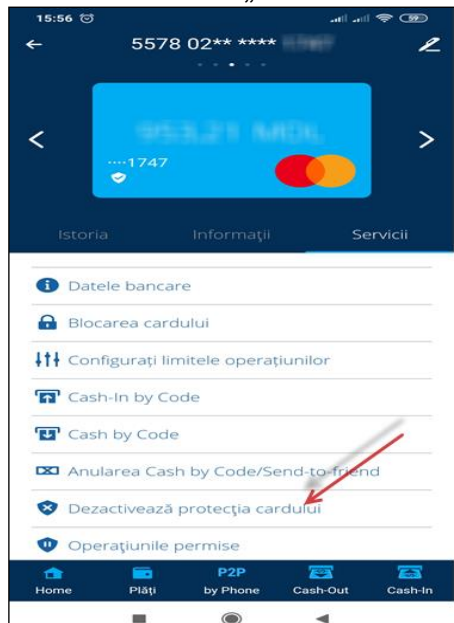 „
15:56
59
5578 02** ****
....1747
Istoria Informații Servicii
Datele bancare
Blocarea cardului
Configurați limitele operațiunilor
Cash-In by Code
Cash by Code
Anularea Cash by Code/Send-to-friend
Dezactivează protecția cardului
Operațiunile permise
P2P
Home Plăți by Phone Cash-Out Cash-In